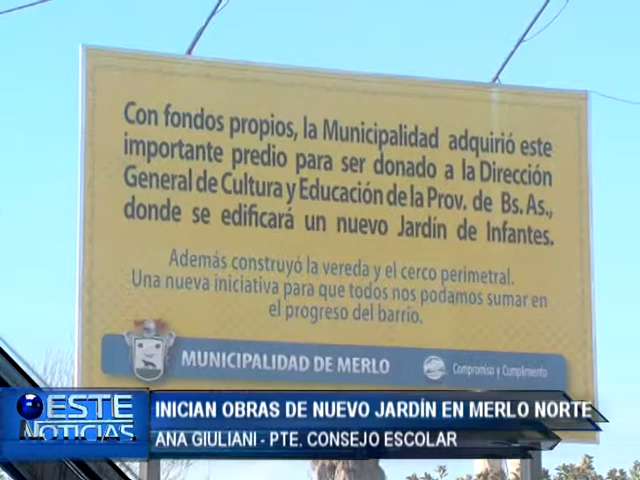 Con fondos propios, la Municipalidad adquirió este
importante predio para ser donado a la Dirección
General de Cultura y Educación de la Prov. de Bs. As.,
donde se edificará un nuevo Jardín de Infantes.
Además construyó la vereda y el cerco perimetral.
Una nueva iniciativa para que todos nos podamos sumar en
el progreso del barrio.
MUNICIPALIDAD DE MERLO
Compromiso y Cumplimiento
OESTE
NOTICIAS
INICIAN OBRAS DE NUEVO JARDÍN EN MERLO NORTE
ANA GIULIANI - PTE. CONSEJO ESCOLAR